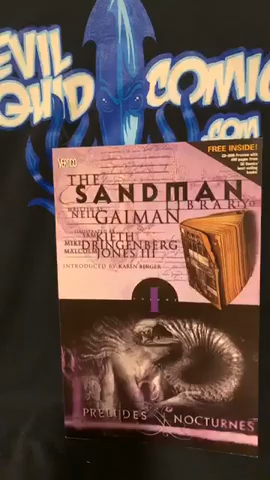 EVIL
SQUID
COMIC
.COM
VERTIGO
FREE INSIDE!
THE
SANDMAN
LIBRARY
NEIL GAIMAN
SAM KIETH
MIKE DRINGENBERG
MALCOLM JONES III
INTRODUCED BY KAREN BERGER
I
PRELUDES & NOCTURNES